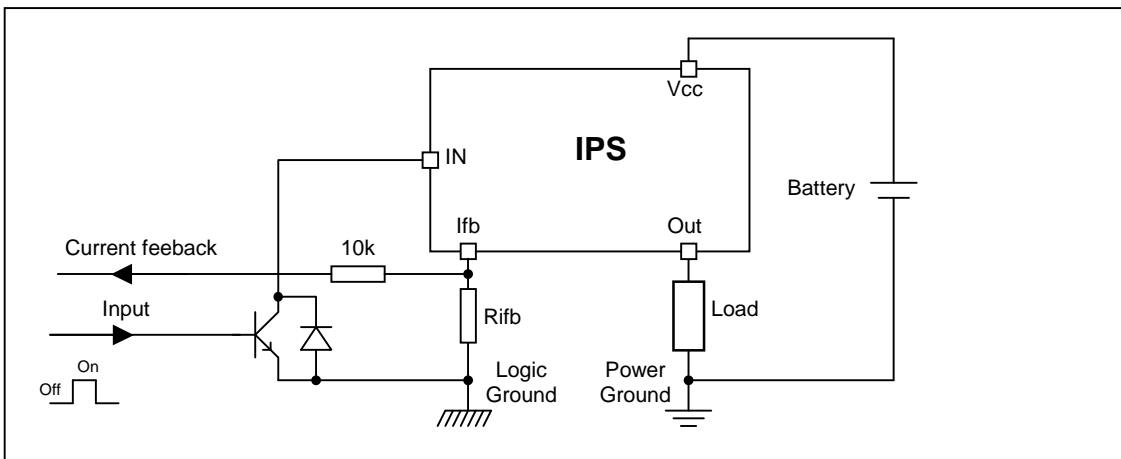 Vcc
IPS
IN
Battery
Ifb
Out
Current feeback
10k
Input
Rifb
Load
On
Off
Logic
Ground
Power
Ground